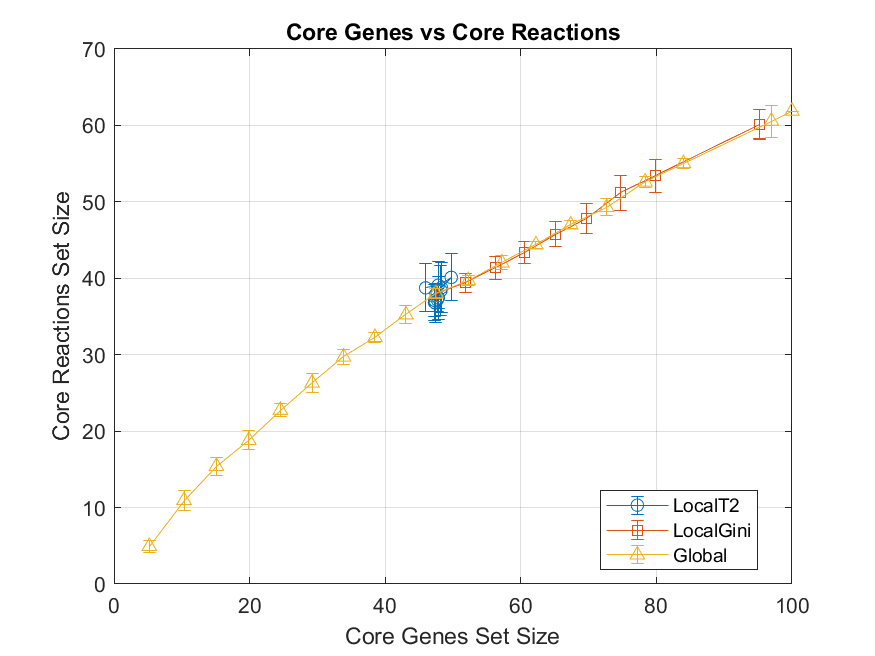 Core Genes vs Core Reactions
70
60
50
40
30
20
10
0
Core Reactions Set Size
0 20 40 60 80 100
Core Genes Set Size
LocalT2
LocalGini
Global